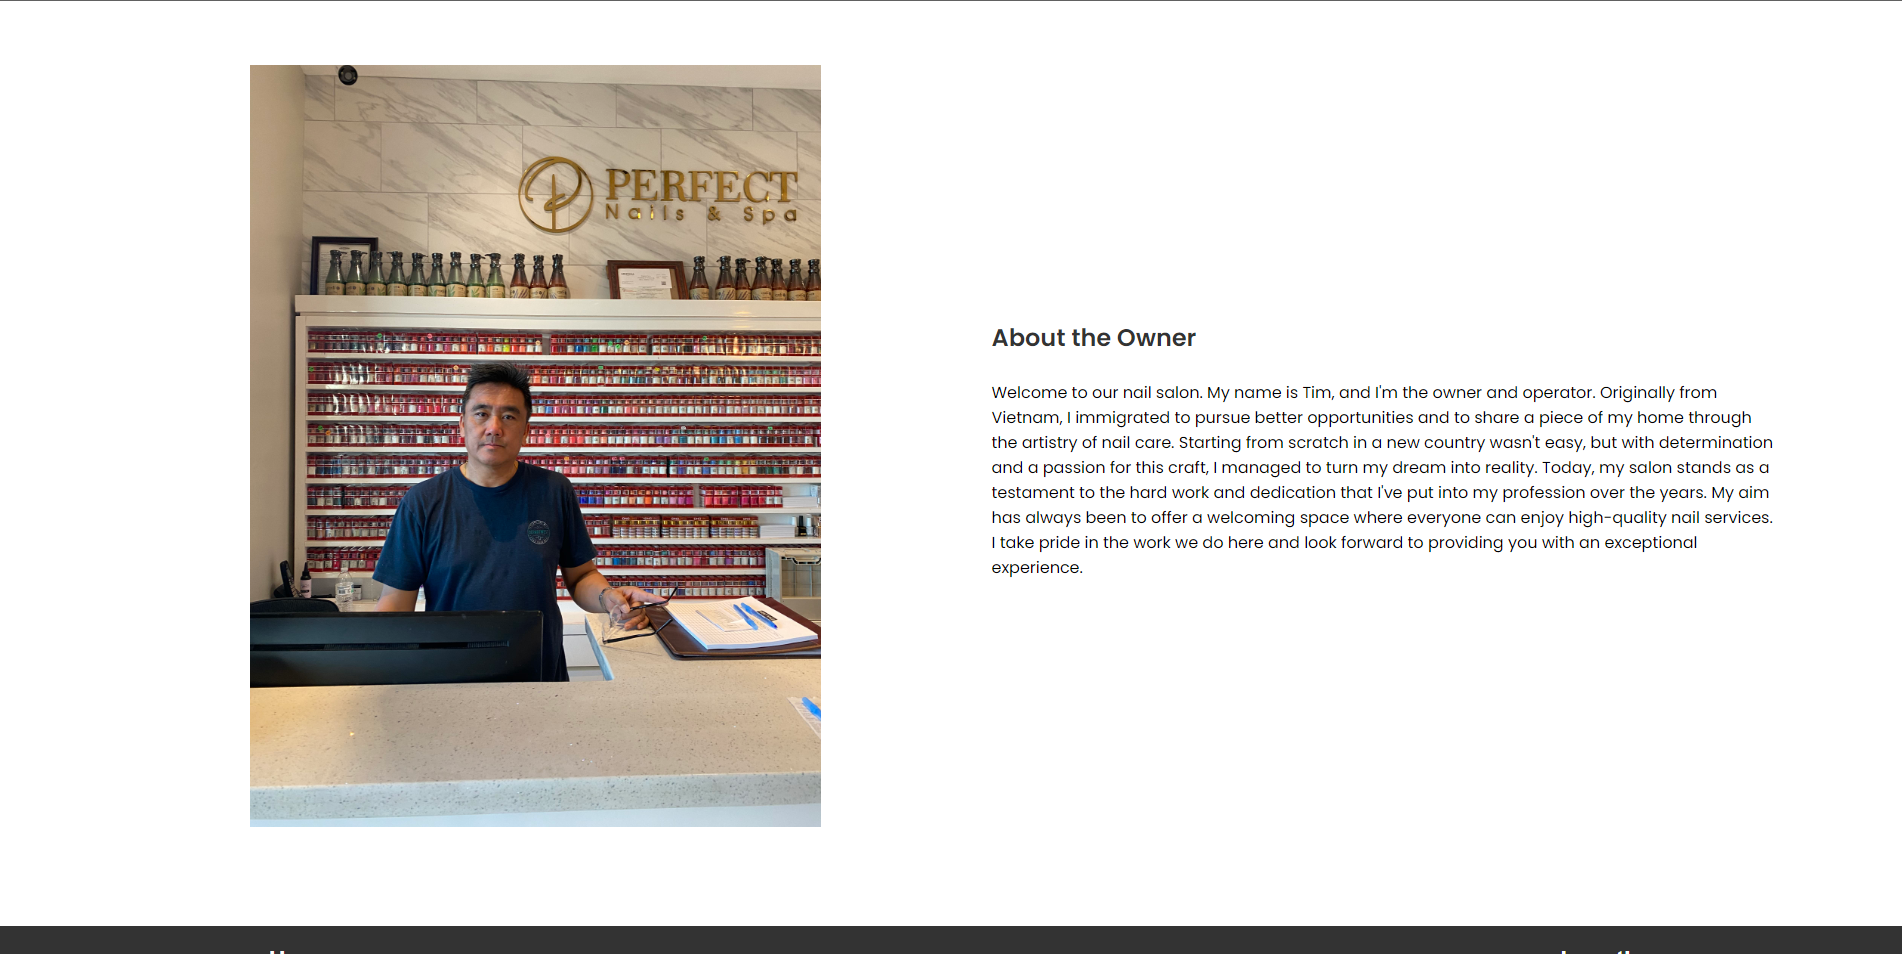 PERFECT
Nails & Spa
About the Owner
Welcome to our nail salon. My name is Tim, and I'm the owner and operator. Originally from
Vietnam, I immigrated to pursue better opportunities and to share a piece of my home through
the artistry of nail care. Starting from scratch in a new country wasn't easy, but with determination
and a passion for this craft, I managed to turn my dream into reality. Today, my salon stands as a
testament to the hard work and dedication that I've put into my profession over the years. My aim
has always been to offer a welcoming space where everyone can enjoy high-quality nail services.
I take pride in the work we do here and look forward to providing you with an exceptional
experience.